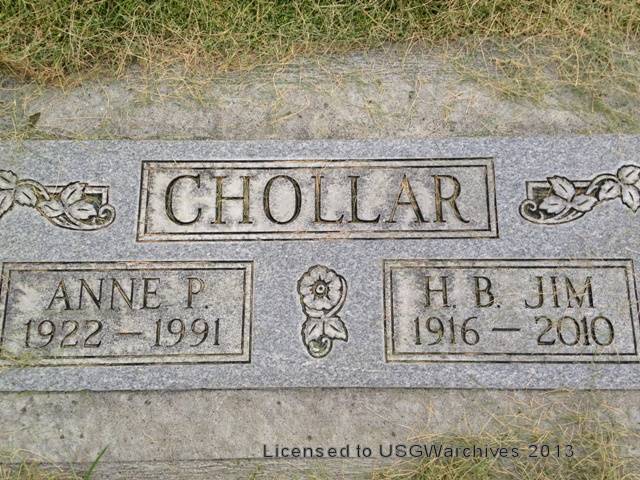 CHOLLAR
ANNE P.
1922 — 1991
H. B. JIM
1916 — 2010
Licensed to USGWarchives 2013